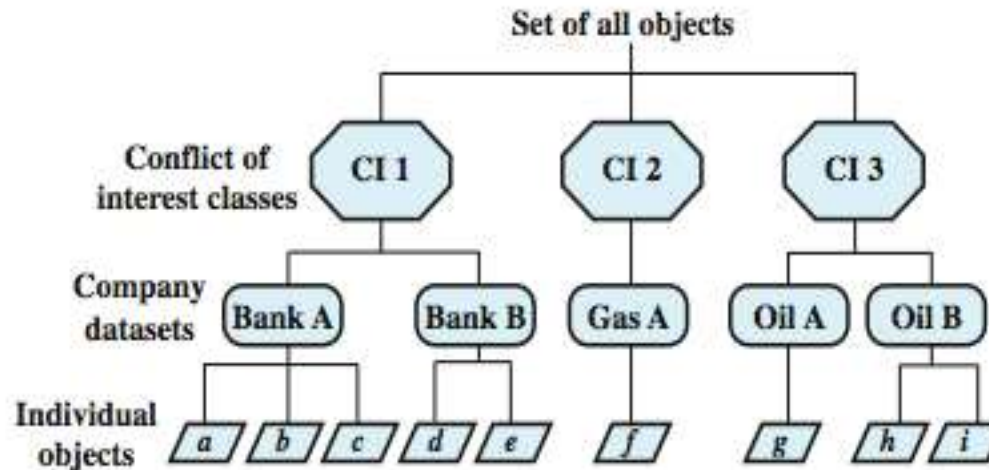 Set of all objects
Conflict of
interest classes
CI 1
CI 2
CI 3
Company
datasets
Bank A
Bank B
Gas A
Oil A
Oil B
Individual
objects
a
b
c
d
e
f
g
h
i